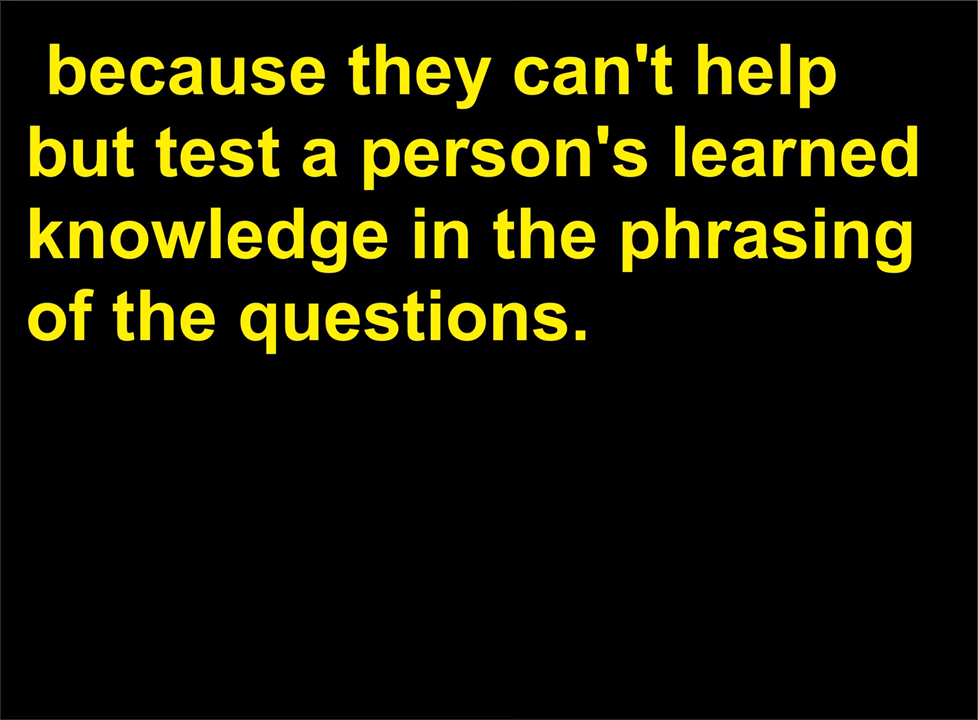 because they can't help
but test a person's learned
knowledge in the phrasing
of the questions.